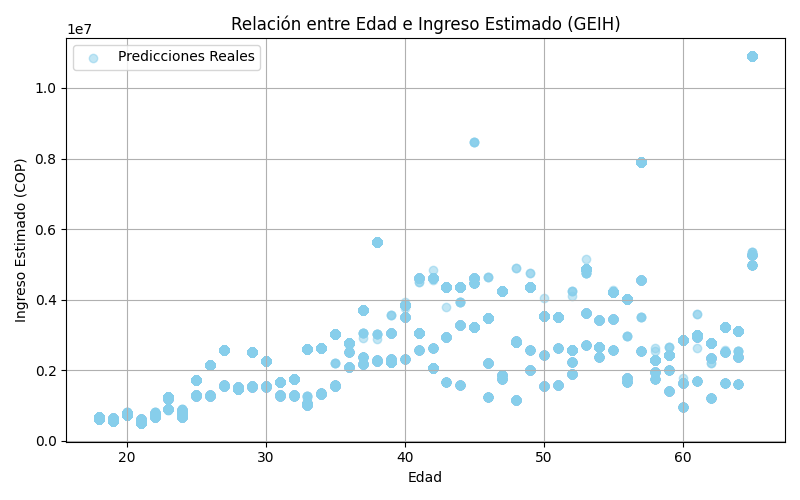 Relación entre Edad e Ingreso Estimado (GEIH)
1e7
Predicciones Reales
1.0
0.8
0.6
0.4
0.2
0.0
Ingreso Estimado (COP)
20 30 40 50 60
Edad